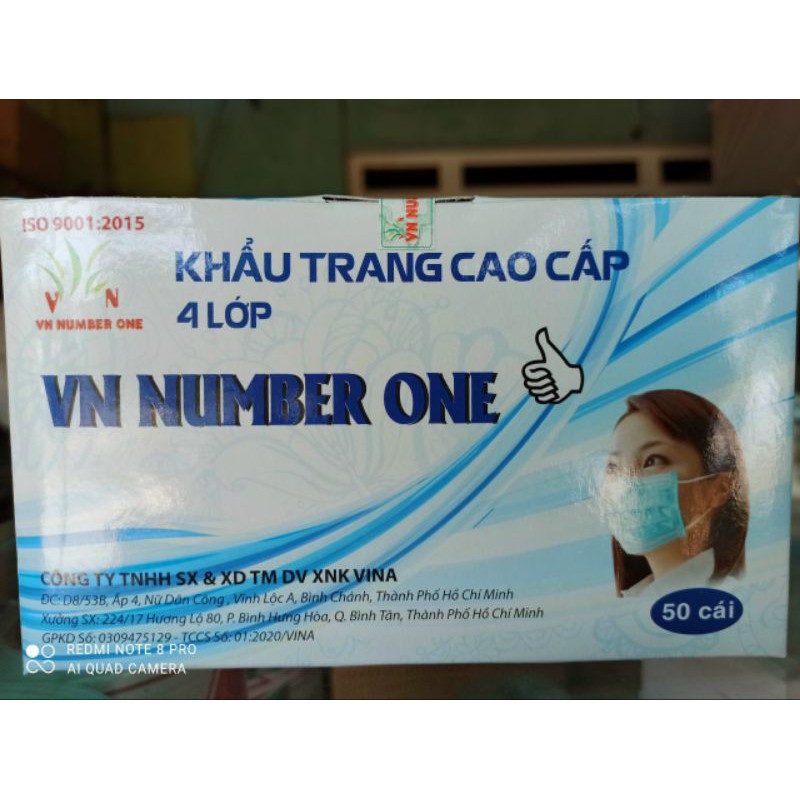 ISO 9001:2015
VN NUMBER ONE
V N
VN NUMBER ONE
KHẨU TRANG CAO CẤP
4 LỚP
VN NUMBER ONE
CÔNG TY TNHH SX & XD TM DV XNK VINA
ĐC: D8/53B, Ấp 4, Nữ Dân Công , Vĩnh Lộc A, Bình Chánh, Thành Phố Hồ Chí Minh
Xưởng SX: 224/17 Hương Lộ 80, P. Bình Hưng Hòa, Q. Bình Tân, Thành Phố Hồ Chí Minh
GPKD Số: 0309475129 - TCCS Số: 01:2020/VINA
50 cái
REDMI NOTE 8 PRO
AI QUAD CAMERA